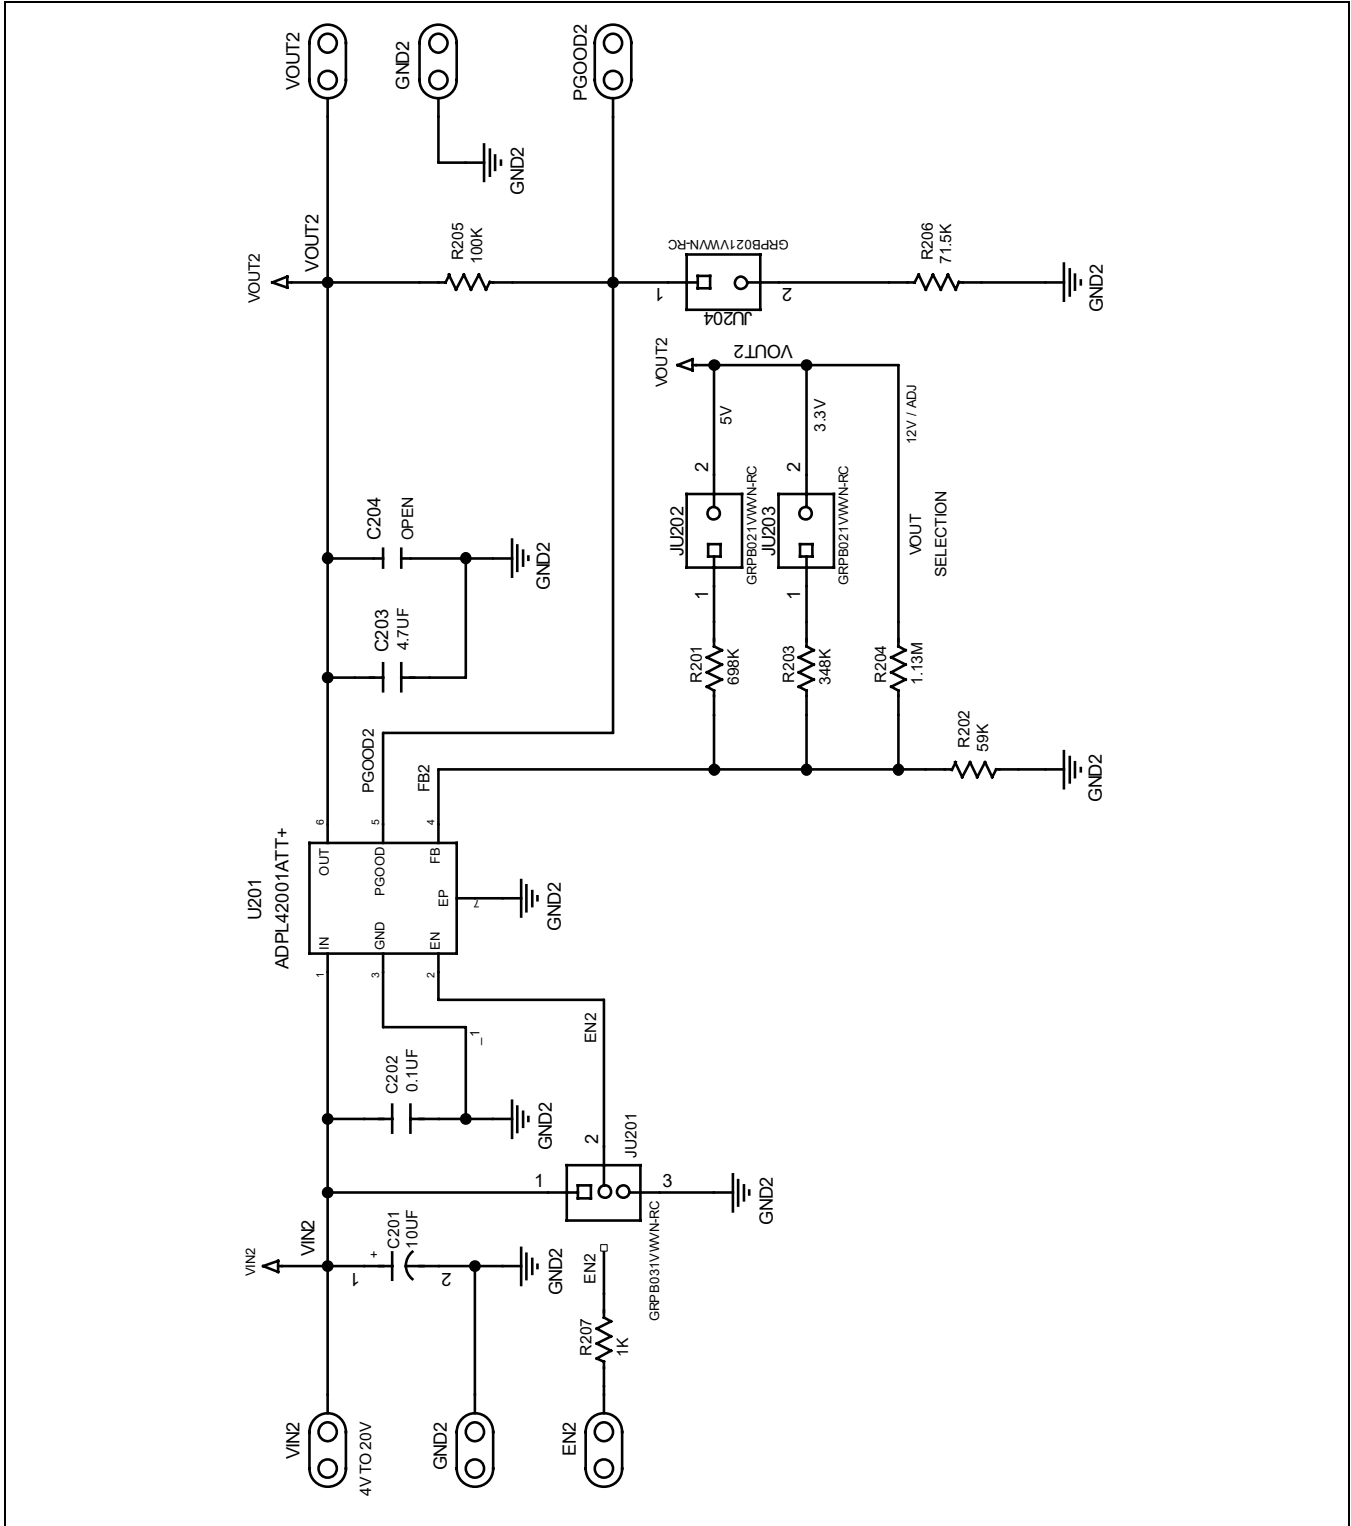 VOUT2
GND2
PGOOD2
GND2
VOUT2
VOUT2
R205
100K
GRPB021VWVN-RC
1
2
JU204
R206
71.5K
GND2
VOUT2
VOUT2
5V
3.3V
12V / ADJ
C204
OPEN
C203
4.7UF
GND2
JU202
2
1
GRPB021VWVN-RC
JU203
2
1
GRPB021VWVN-RC
VOUT
SELECTION
R201
698K
R203
348K
R204
1.13M
R202
59K
GND2
PGOOD2
FB2
U201
ADPL42001ATT+
6
OUT
5
PGOOD
4
FB
EP
7
GND2
IN
1
GND
3
EN
2
_1
EN2
C202
0.1UF
GND2
1
2
3
JU201
GRPB031VWVN-RC
GND2
VIN2
VIN2
1
+
C201
10UF
2
GND2
EN2
R207
1K
VIN2
4V TO 20V
GND2
EN2